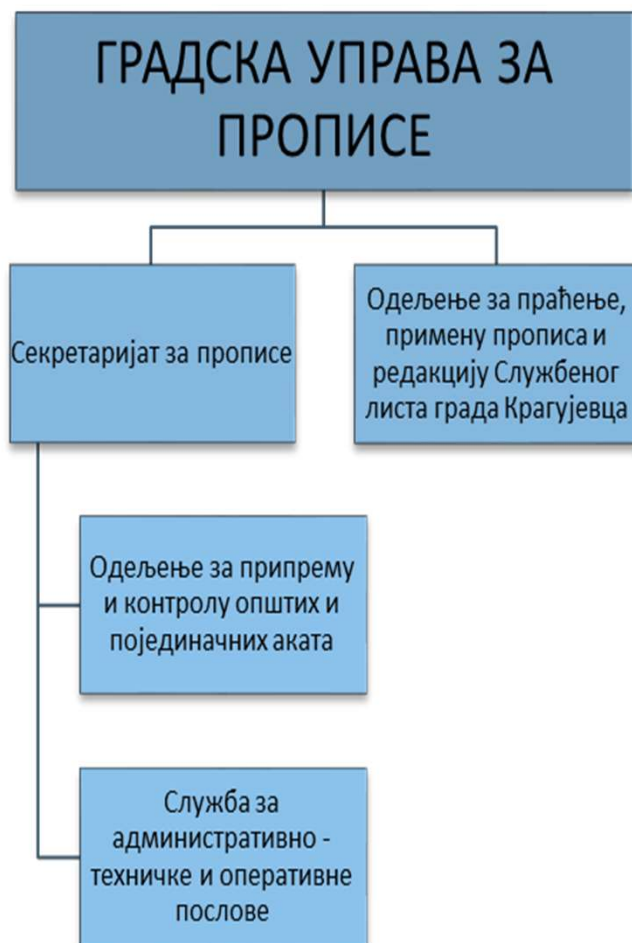 ГРАДСКА УПРАВА ЗА
ПРОПИСЕ
Секретаријат за прописе
Одељење за праћење,
примену прописа и
редакцију Службеног
листа града Крагујевца
Одељење за припрему
и контролу општих и
појединачних аката
Служба за
административно -
техничке и оперативне
послове